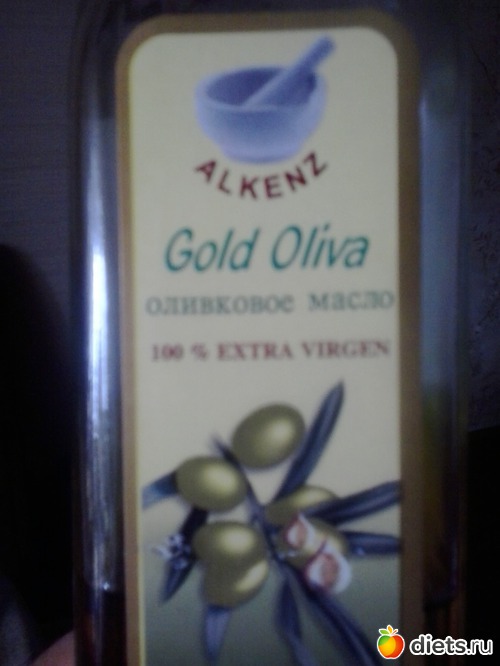 ALKENZ
Gold Oliva
оливковое масло
100 % EXTRA VIRGEN
diets.ru